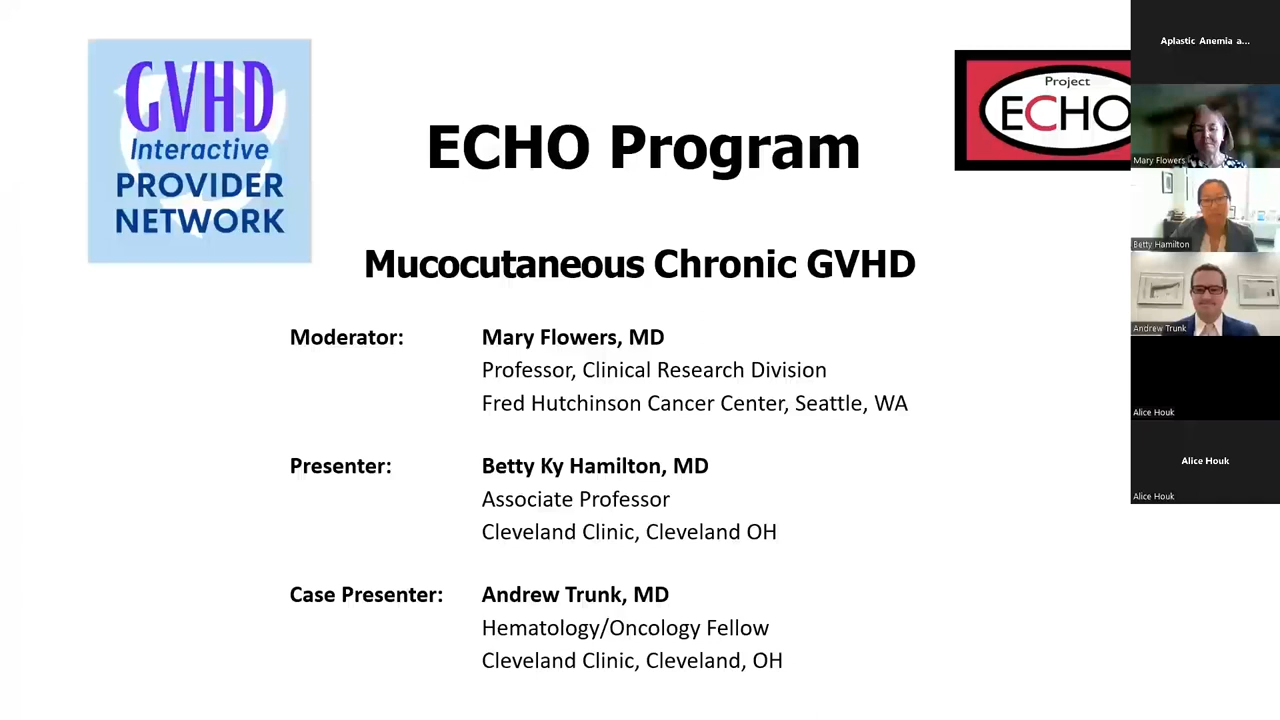 GVHD
Interactive
PROVIDER
NETWORK
Project
ECHO
ECHO Program
Mucocutaneous Chronic GVHD
Moderator: Mary Flowers, MD
Professor, Clinical Research Division
Fred Hutchinson Cancer Center, Seattle, WA
Presenter: Betty Ky Hamilton, MD
Associate Professor
Cleveland Clinic, Cleveland OH
Case Presenter: Andrew Trunk, MD
Hematology/Oncology Fellow
Cleveland Clinic, Cleveland, OH
Aplastic Anemia a...
Mary Flowers
Betty Hamilton
Andrew Trunk
Alice Houk
Alice Houk
Alice Houk